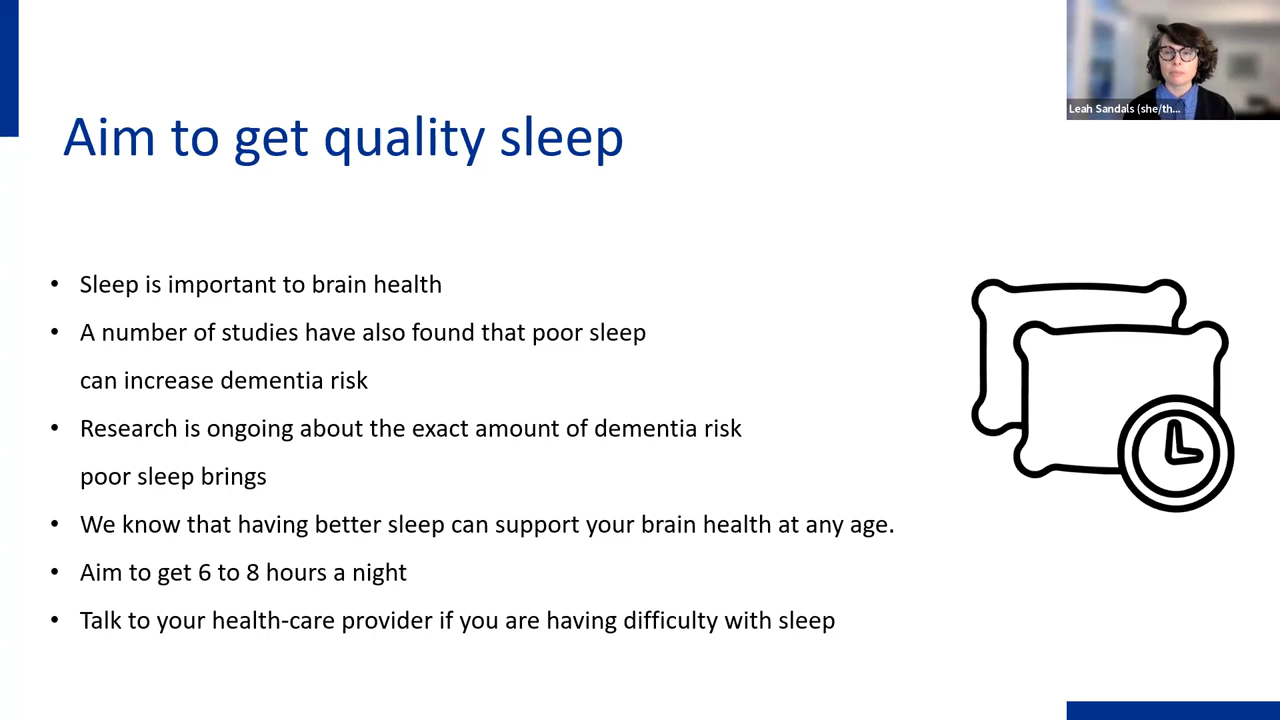 Leah Sandals (she/th...
Aim to get quality sleep
• Sleep is important to brain health
• A number of studies have also found that poor sleep
can increase dementia risk
• Research is ongoing about the exact amount of dementia risk
poor sleep brings
• We know that having better sleep can support your brain health at any age.
• Aim to get 6 to 8 hours a night
• Talk to your health-care provider if you are having difficulty with sleep